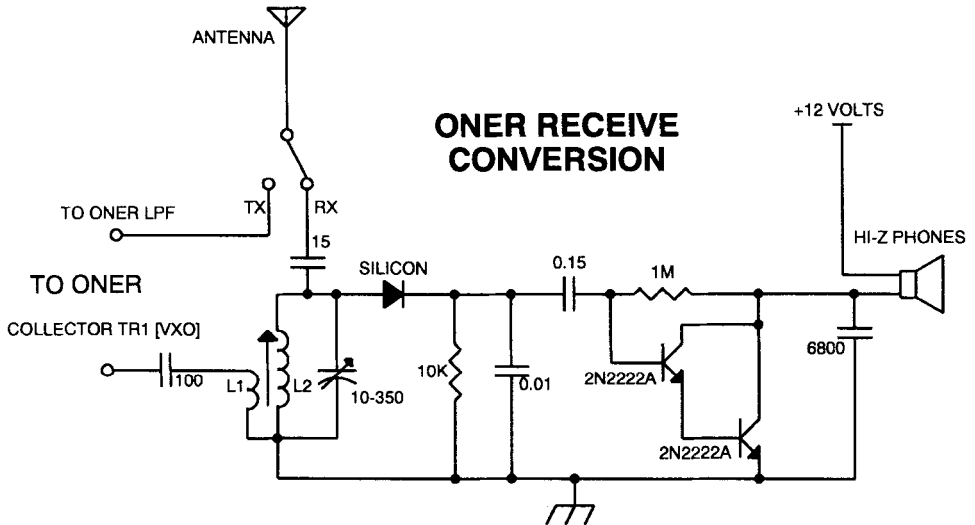 ANTENNA
ONER RECEIVE
CONVERSION
+12 VOLTS
TO ONER LPF
TX
RX
15
HI-Z PHONES
SILICON
0.15
1M
TO ONER
COLLECTOR TR1 [VXO]
100
L1
L2
10-350
10K
0.01
2N2222A
6800
2N2222A